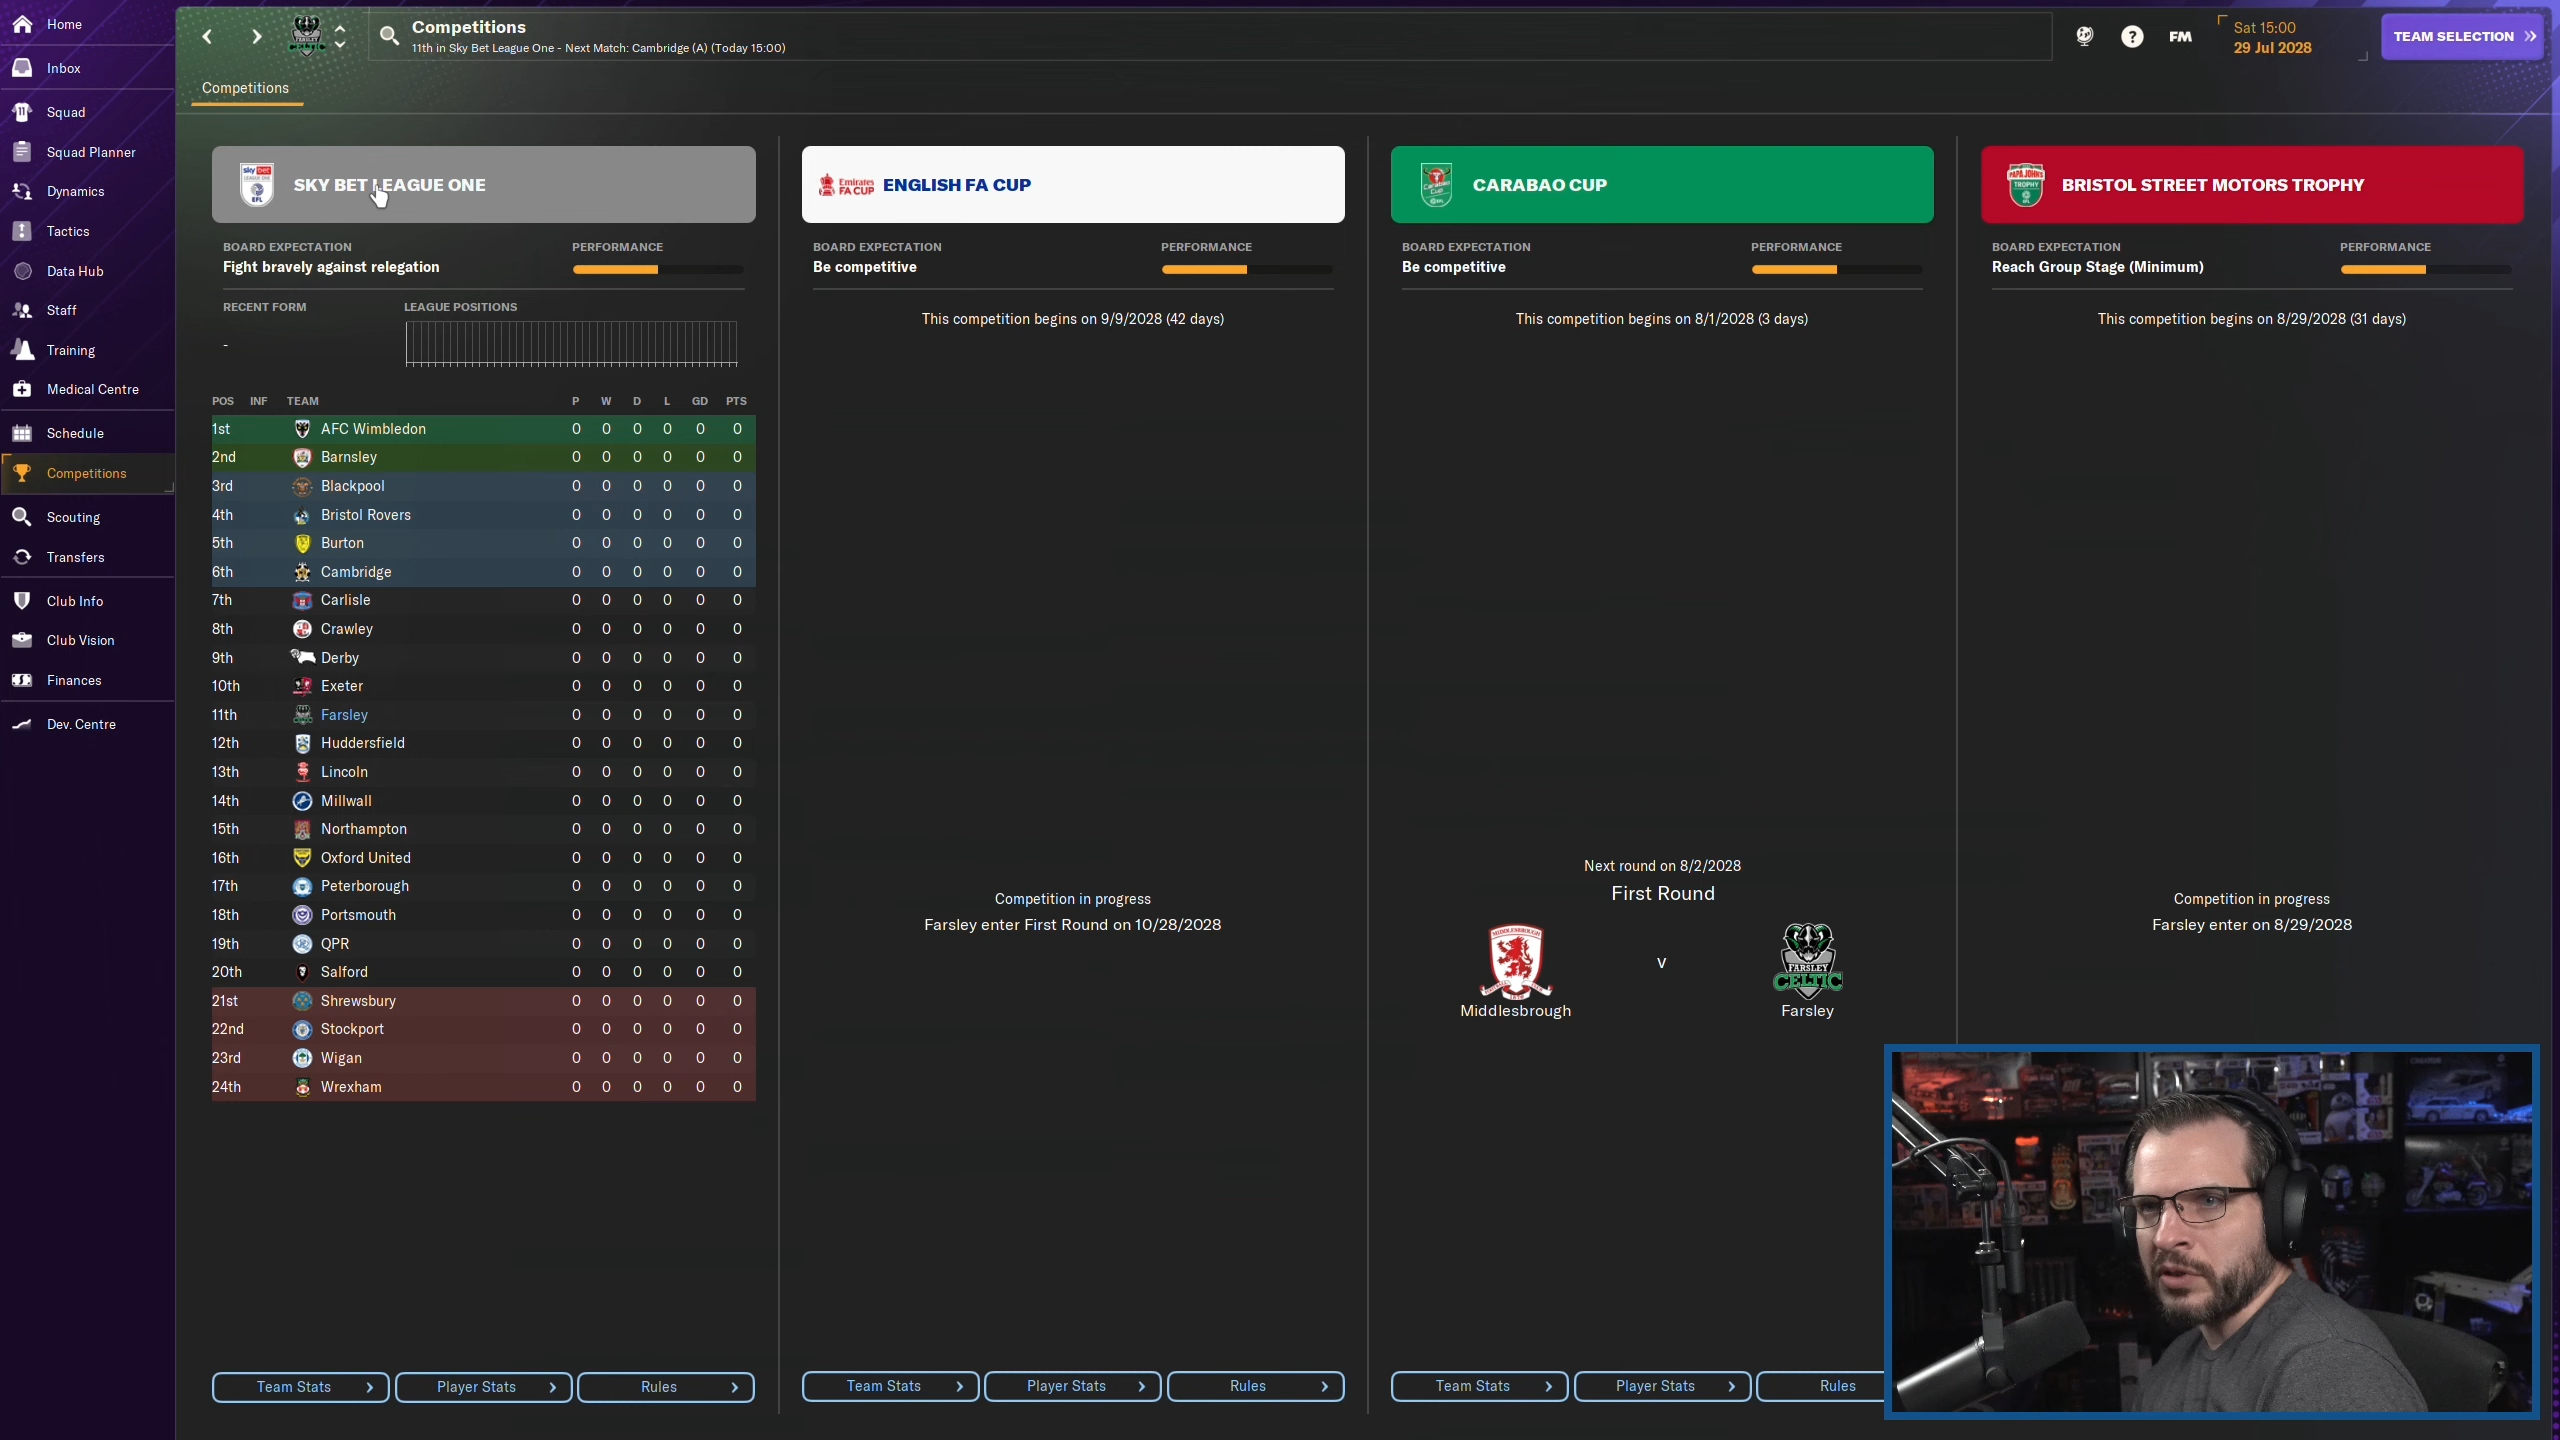 Home
Inbox
Squad
Squad Planner
Dynamics
Tactics
Data Hub
Staff
Training
Medical Centre
Schedule
Competitions
Scouting
Transfers
Club Info
Club Vision
Finances
Dev. Centre
Competitions
11th in Sky Bet League One - Next Match: Cambridge (A) (Today 15:00)
FM
Sat 15:00
29 Jul 2028
TEAM SELECTION
Competitions
SKY BET LEAGUE ONE
BOARD EXPECTATION PERFORMANCE
Fight bravely against relegation
RECENT FORM LEAGUE POSITIONS
-
POS INF TEAM P W D L GD PTS
1st AFC Wimbledon 0 0 0 0 0 0
2nd Barnsley 0 0 0 0 0 0
3rd Blackpool 0 0 0 0 0 0
4th Bristol Rovers 0 0 0 0 0 0
5th Burton 0 0 0 0 0 0
6th Cambridge 0 0 0 0 0 0
7th Carlisle 0 0 0 0 0 0
8th Crawley 0 0 0 0 0 0
9th Derby 0 0 0 0 0 0
10th Exeter 0 0 0 0 0 0
11th Farsley 0 0 0 0 0 0
12th Huddersfield 0 0 0 0 0 0
13th Lincoln 0 0 0 0 0 0
14th Millwall 0 0 0 0 0 0
15th Northampton 0 0 0 0 0 0
16th Oxford United 0 0 0 0 0 0
17th Peterborough 0 0 0 0 0 0
18th Portsmouth 0 0 0 0 0 0
19th QPR 0 0 0 0 0 0
20th Salford 0 0 0 0 0 0
21st Shrewsbury 0 0 0 0 0 0
22nd Stockport 0 0 0 0 0 0
23rd Wigan 0 0 0 0 0 0
24th Wrexham 0 0 0 0 0 0
Team Stats Player Stats Rules
Emirates
FA CUP
ENGLISH FA CUP
BOARD EXPECTATION PERFORMANCE
Be competitive
This competition begins on 9/9/2028 (42 days)
Competition in progress
Farsley enter First Round on 10/28/2028
Team Stats Player Stats Rules
CARABAO CUP
BOARD EXPECTATION PERFORMANCE
Be competitive
This competition begins on 8/1/2028 (3 days)
Next round on 8/2/2028
First Round
v
FARSLEY
CELTIC
Middlesbrough Farsley
Team Stats Player Stats Rules
PAPA JOHNS
TROPHY
BRISTOL STREET MOTORS TROPHY
BOARD EXPECTATION PERFORMANCE
Reach Group Stage (Minimum)
This competition begins on 8/29/2028 (31 days)
Competition in progress
Farsley enter on 8/29/2028